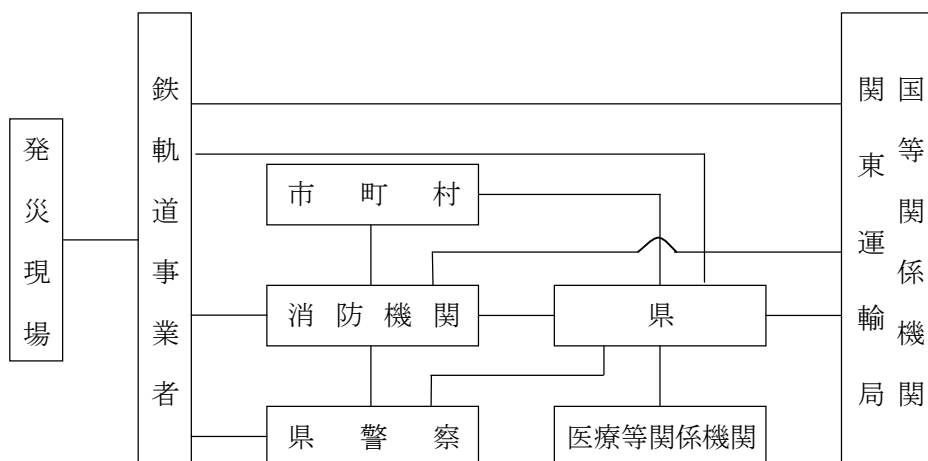 発災現場
鉄軌道事業者
市町村
消防機関
県警察
県
医療等関係機関
国等関係機関
関東運輸局